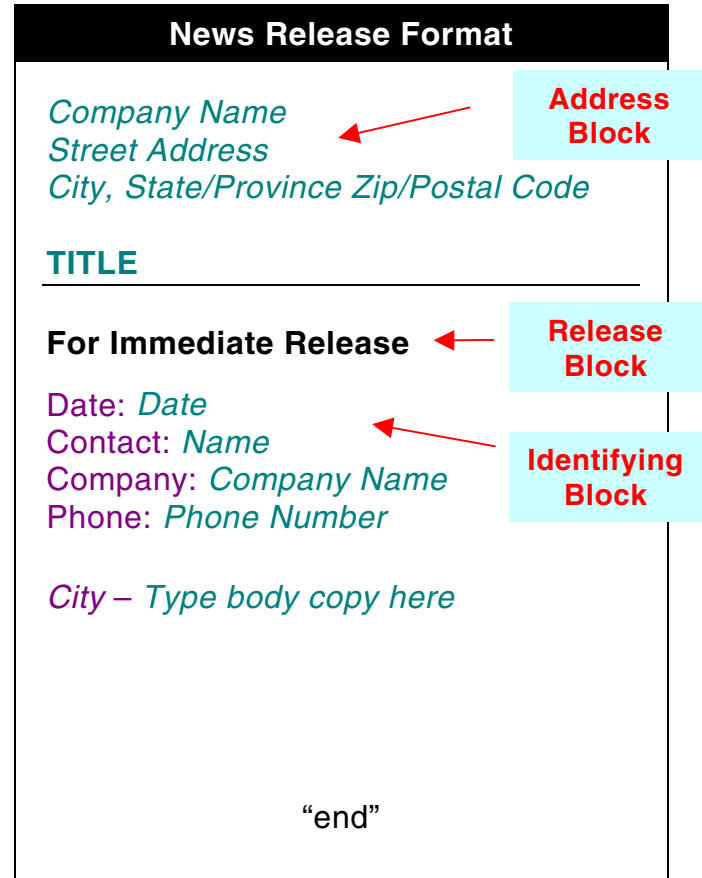 News Release Format
Company Name
Street Address
City, State/Province Zip/Postal Code
Address
Block
TITLE
For Immediate Release
Release
Block
Date: Date
Contact: Name
Company: Company Name
Phone: Phone Number
Identifying
Block
City – Type body copy here
“end”